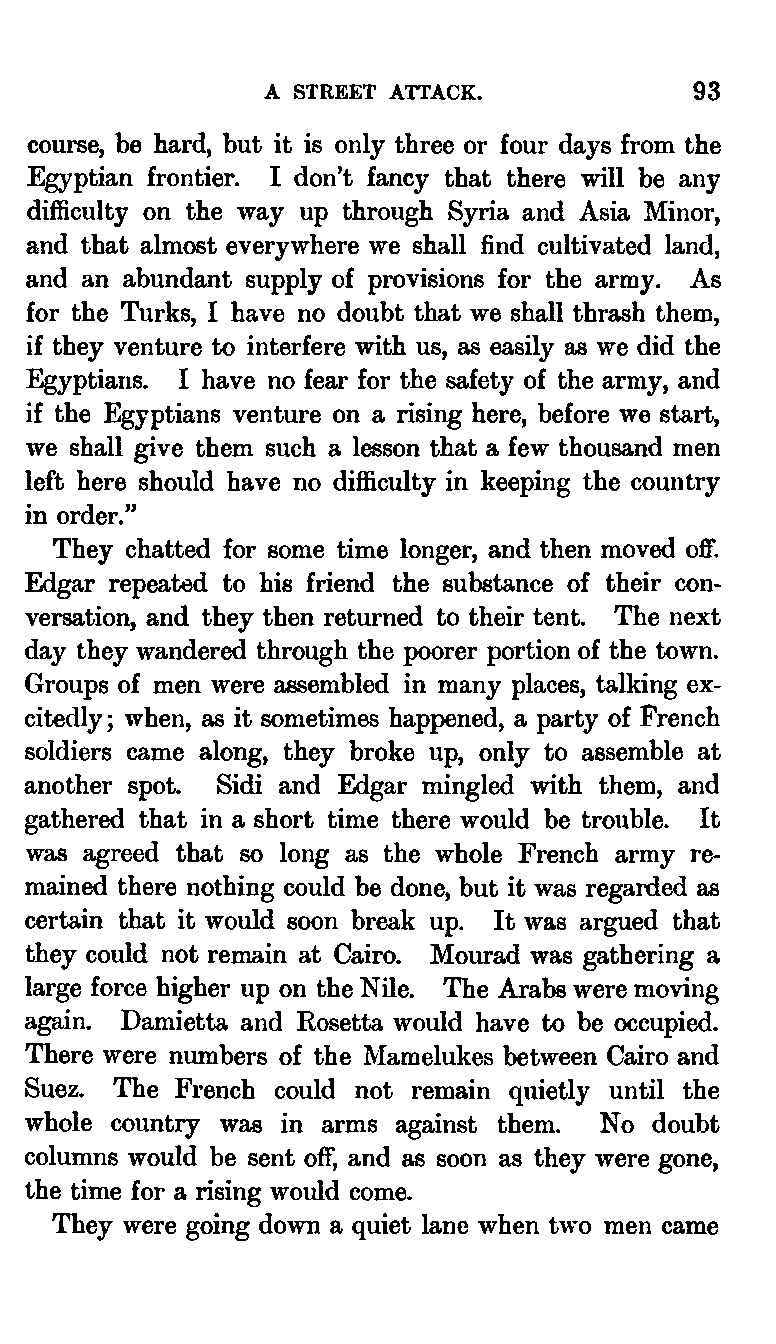 A STREET ATTACK. 93
course, be hard, but it is only three or four days from the
Egyptian frontier. I don't fancy that there will be any
difficulty on the way up through Syria and Asia Minor,
and that almost everywhere we shall find cultivated land,
and an abundant supply of provisions for the army. As
for the Turks, I have no doubt that we shall thrash them,
if they venture to interfere with us, as easily as we did the
Egyptians. I have no fear for the safety of the army, and
if the Egyptians venture on a rising here, before we start,
we shall give them such a lesson that a few thousand men
left here should have no difficulty in keeping the country
in order.”
They chatted for some time longer, and then moved off.
Edgar repeated to his friend the substance of their con-
versation, and they then returned to their tent. The next
day they wandered through the poorer portion of the town.
Groups of men were assembled in many places, talking ex-
citedly; when, as it sometimes happened, a party of French
soldiers came along, they broke up, only to assemble at
another spot. Sidi and Edgar mingled with them, and
gathered that in a short time there would be trouble. It
was agreed that so long as the whole French army re-
mained there nothing could be done, but it was regarded as
certain that it would soon break up. It was argued that
they could not remain at Cairo. Mourad was gathering a
large force higher up on the Nile. The Arabs were moving
again. Damietta and Rosetta would have to be occupied.
There were numbers of the Mamelukes between Cairo and
Suez. The French could not remain quietly until the
whole country was in arms against them. No doubt
columns would be sent off, and as soon as they were gone,
the time for a rising would come.
They were going down a quiet lane when two men came